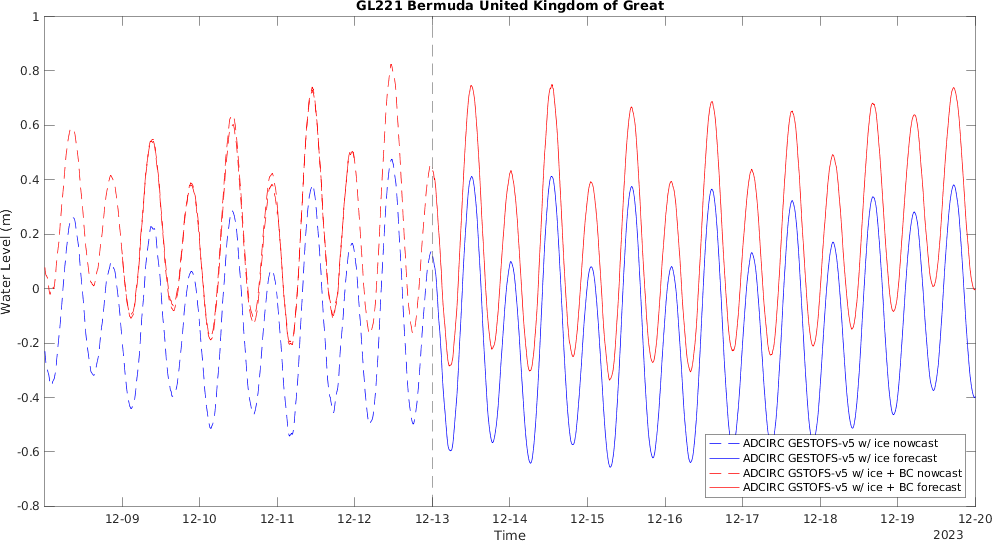 GL221 Bermuda United Kingdom of Great
1
0.8
0.6
0.4
0.2
0
-0.2
-0.4
-0.6
-0.8
Water Level (m)
ADCIRC GESTOFS-v5 w/ ice nowcast
ADCIRC GESTOFS-v5 w/ ice forecast
ADCIRC GSTOFS-v5 w/ ice + BC nowcast
ADCIRC GSTOFS-v5 w/ ice + BC forecast
12-09 12-10 12-11 12-12 12-13 12-14 12-15 12-16 12-17 12-18 12-19 12-20
Time
2023